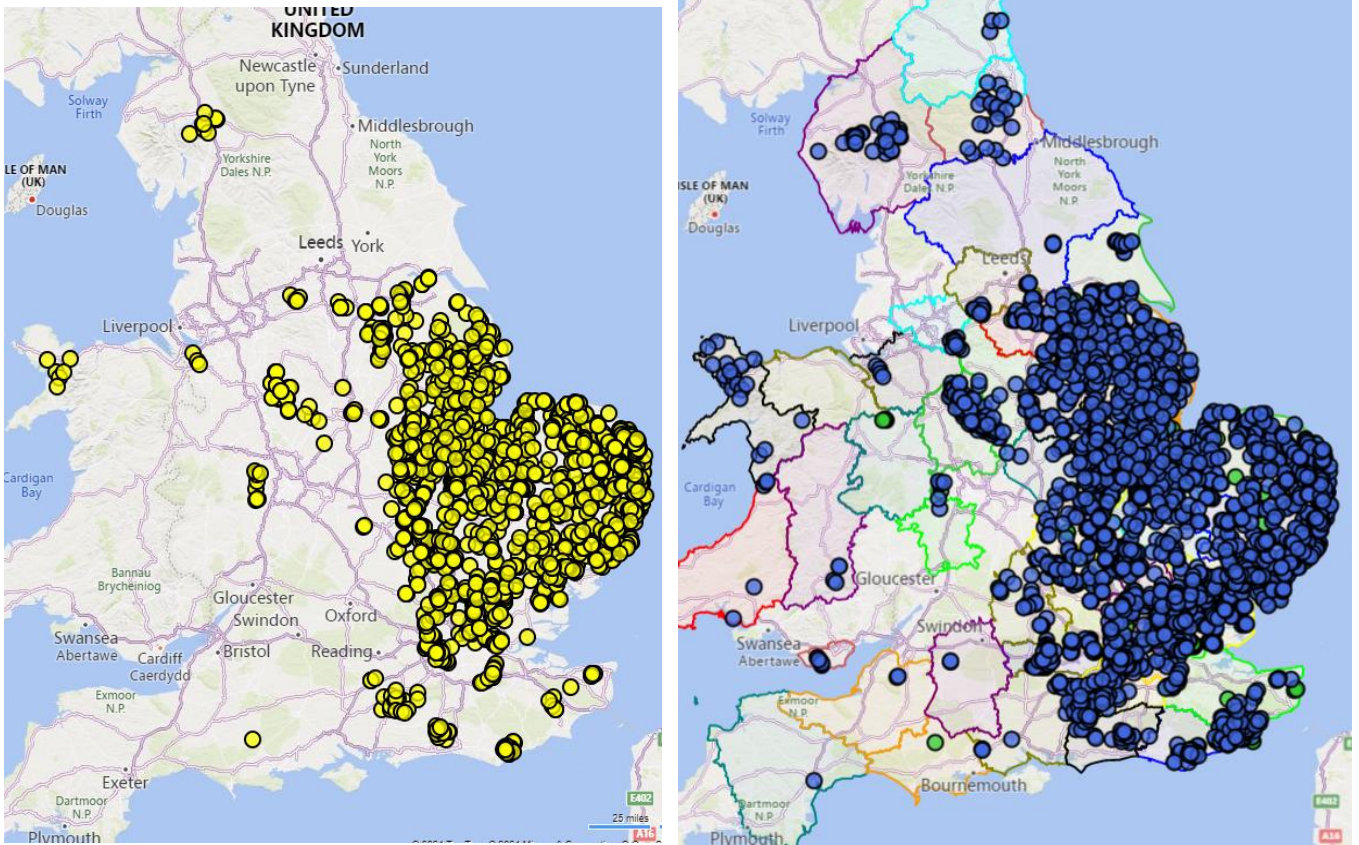 UNITED
KINGDOM
Newcastle
upon Tyne
Sunderland
Solway
Firth
Middlesbrough
North
York
Moors
N.P.
Yorkshire
Dales N.P.
LE OF MAN
(UK)
Douglas
Leeds
York
Liverpool
Cardigan
Bay
Bannau
Brycheiniog
Gloucester
Oxford
Swindon
Swansea
Abertawe
Cardiff
Caerdydd
Bristol
Reading
Exmoor
N.P.
Exeter
Dartmoor
N.P.
Plymouth
E402
25 miles
A16
Solway
Firth
Middlesbrough
North
York
Moors
N.P.
Yorkshire
Dales N.P.
ISLE OF MAN
(UK)
Douglas
Leeds
Liverpool
Cardigan
Bay
Gloucester
Swindon
Swansea
Abertawe
Exmoor
N.P.
Bournemouth
Dartmoor
N.P.
Plymouth
E402
A16